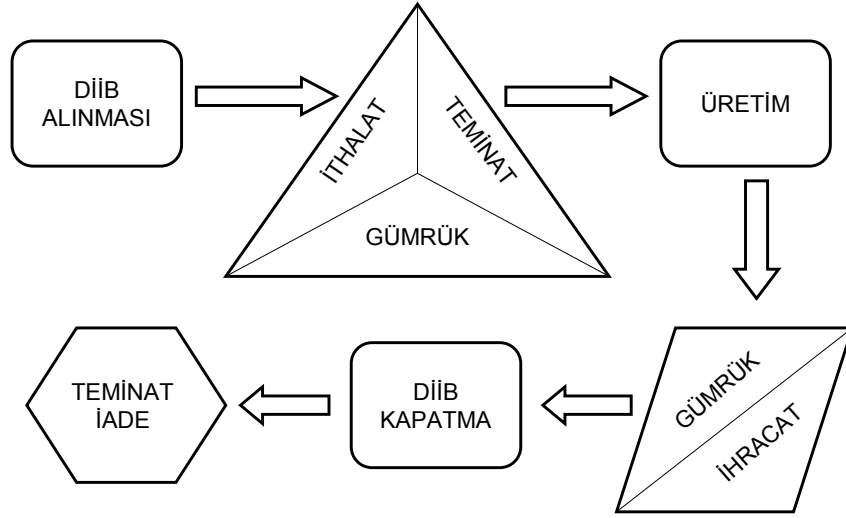 DİİB
ALINMASI
İTHALAT
TEMİNAT
GÜMRÜK
ÜRETİM
GÜMRÜK
İHRACAT
DİİB
KAPATMA
TEMİNAT
İADE